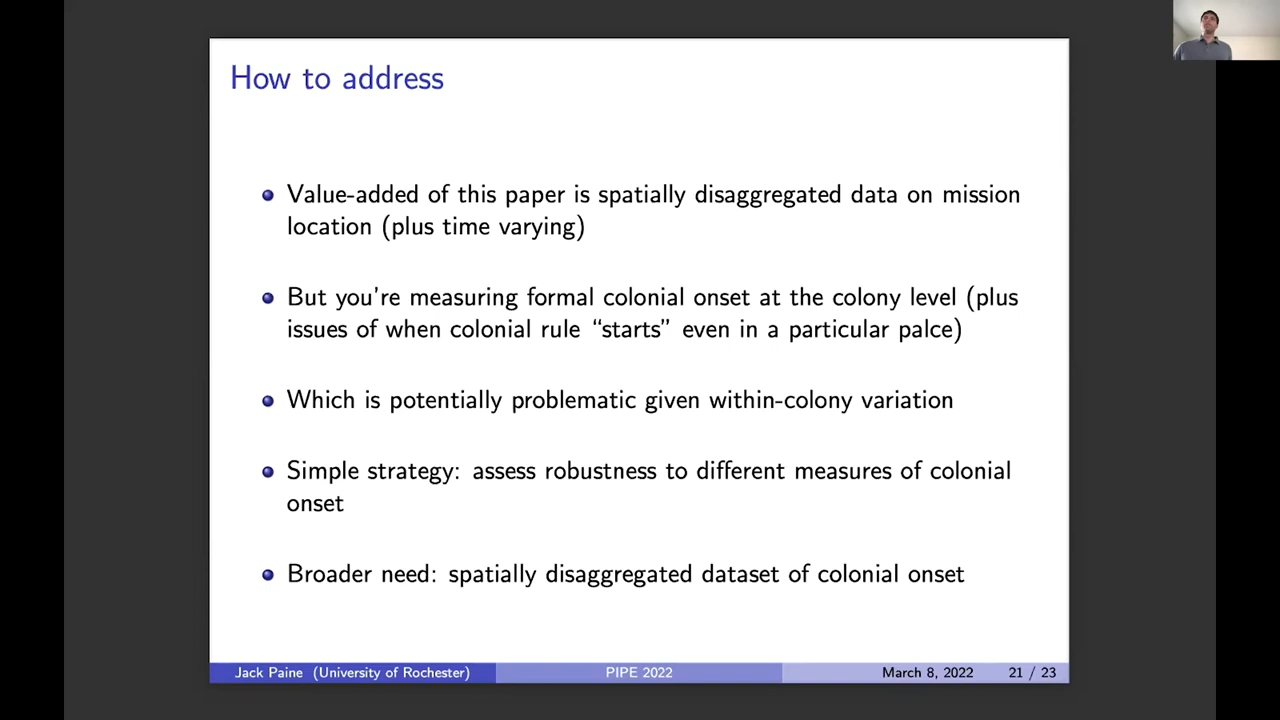 How to address
Value-added of this paper is spatially disaggregated data on mission
location (plus time varying)
But you're measuring formal colonial onset at the colony level (plus
issues of when colonial rule “starts” even in a particular palce)
Which is potentially problematic given within-colony variation
Simple strategy: assess robustness to different measures of colonial
onset
Broader need: spatially disaggregated dataset of colonial onset
Jack Paine (University of Rochester) PIPE 2022 March 8, 2022 21 / 23